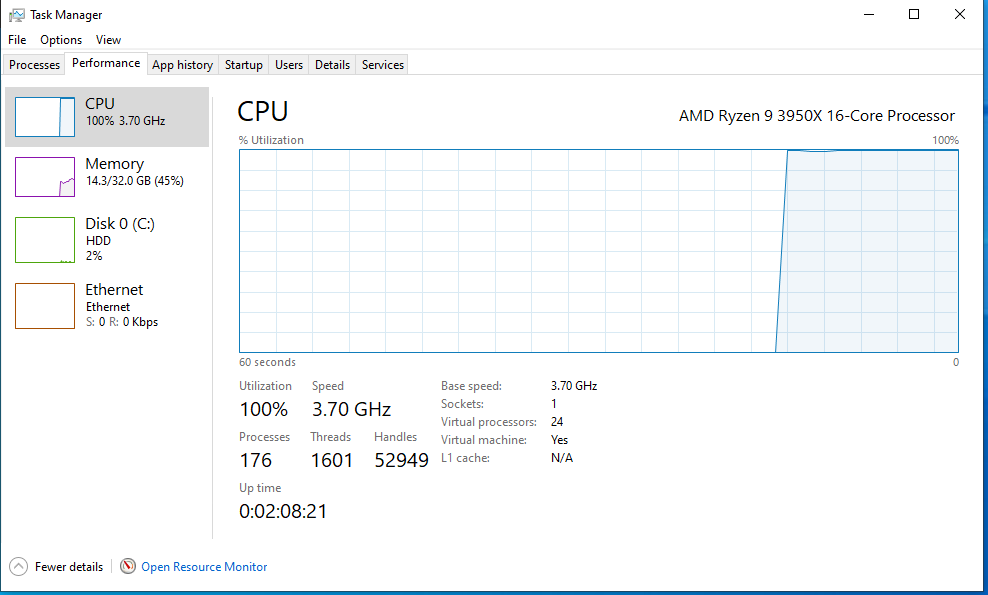 Task Manager
File Options View
Processes Performance App history Startup Users Details Services
CPU
100% 3.70 GHz
Memory
14.3/32.0 GB (45%)
Disk 0 (C:)
HDD
2%
Ethernet
Ethernet
S: 0 R: 0 Kbps
CPU AMD Ryzen 9 3950X 16-Core Processor
% Utilization 100%
60 seconds 0
Utilization Speed
100% 3.70 GHz
Processes Threads Handles
176 1601 52949
Up time
0:02:08:21
Base speed: 3.70 GHz
Sockets: 1
Virtual processors: 24
Virtual machine: Yes
L1 cache: N/A
Fewer details Open Resource Monitor